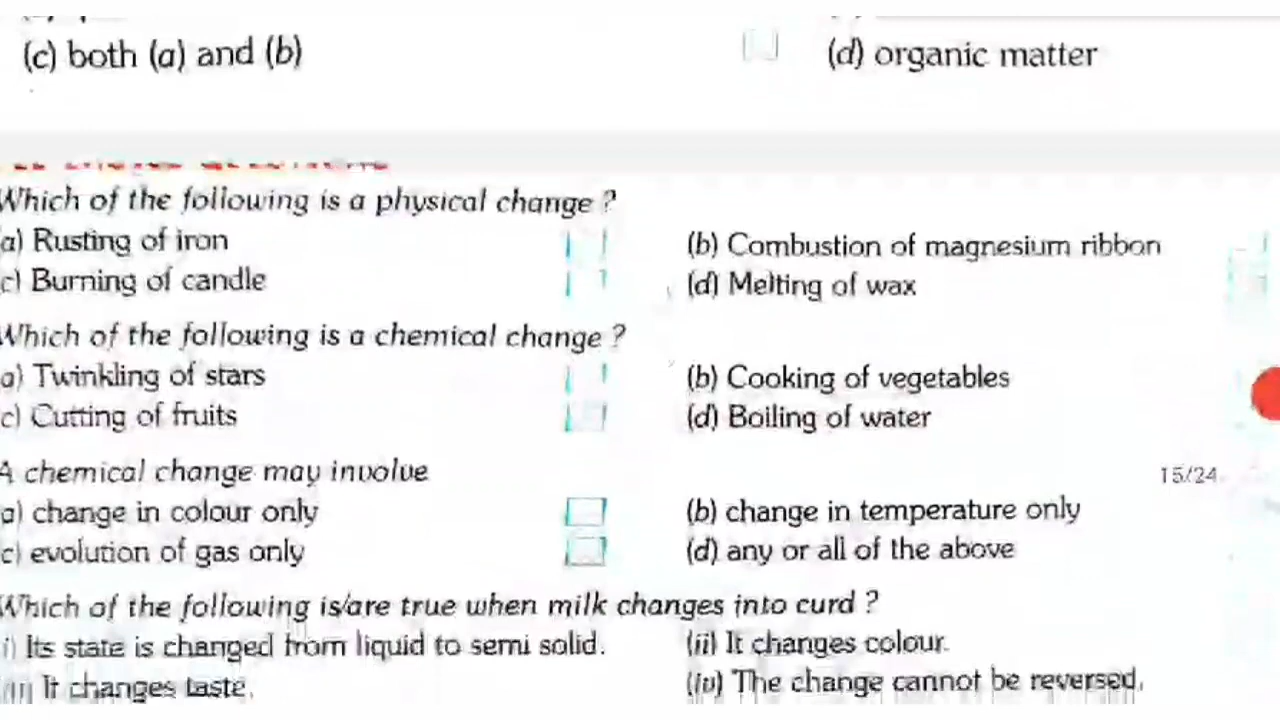 (c) both (a) and (b) (d) organic matter
Which of the following is a physical change ?
a) Rusting of iron (b) Combustion of magnesium ribbon
c) Burning of candle (d) Melting of wax
Which of the following is a chemical change ?
a) Twinkling of stars (b) Cooking of vegetables
c) Cutting of fruits (d) Boiling of water
A chemical change may involve
15/24
a) change in colour only (b) change in temperature only
c) evolution of gas only (d) any or all of the above
Which of the following is/are true when milk changes into curd ?
i) Its state is changed from liquid to semi solid. (ii) It changes colour.
(iii) It changes taste. (iv) The change cannot be reversed.